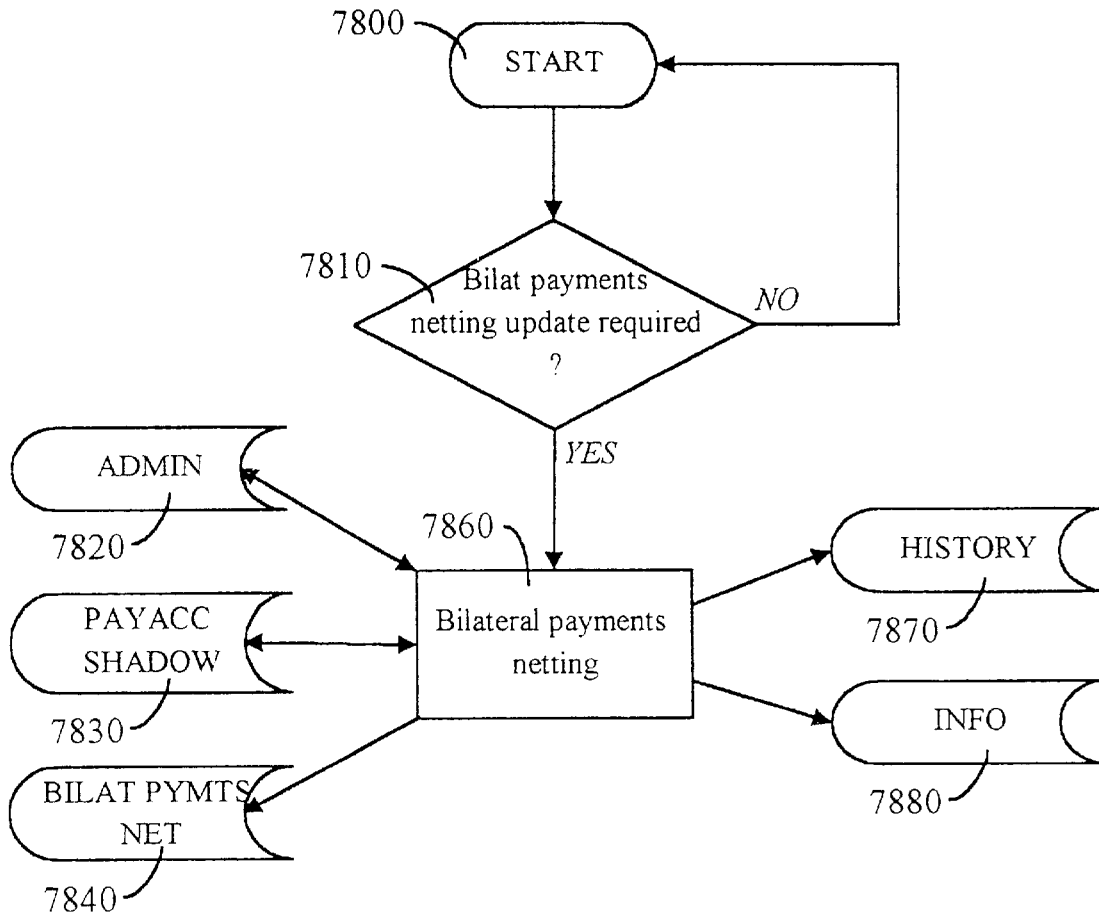 7800
START
7810
Bilat payments
netting update required
?
NO
YES
ADMIN
7820
7860
HISTORY
7870
PAYACC
SHADOW
7830
Bilateral payments
netting
INFO
7880
BILAT PYMTS
NET
7840